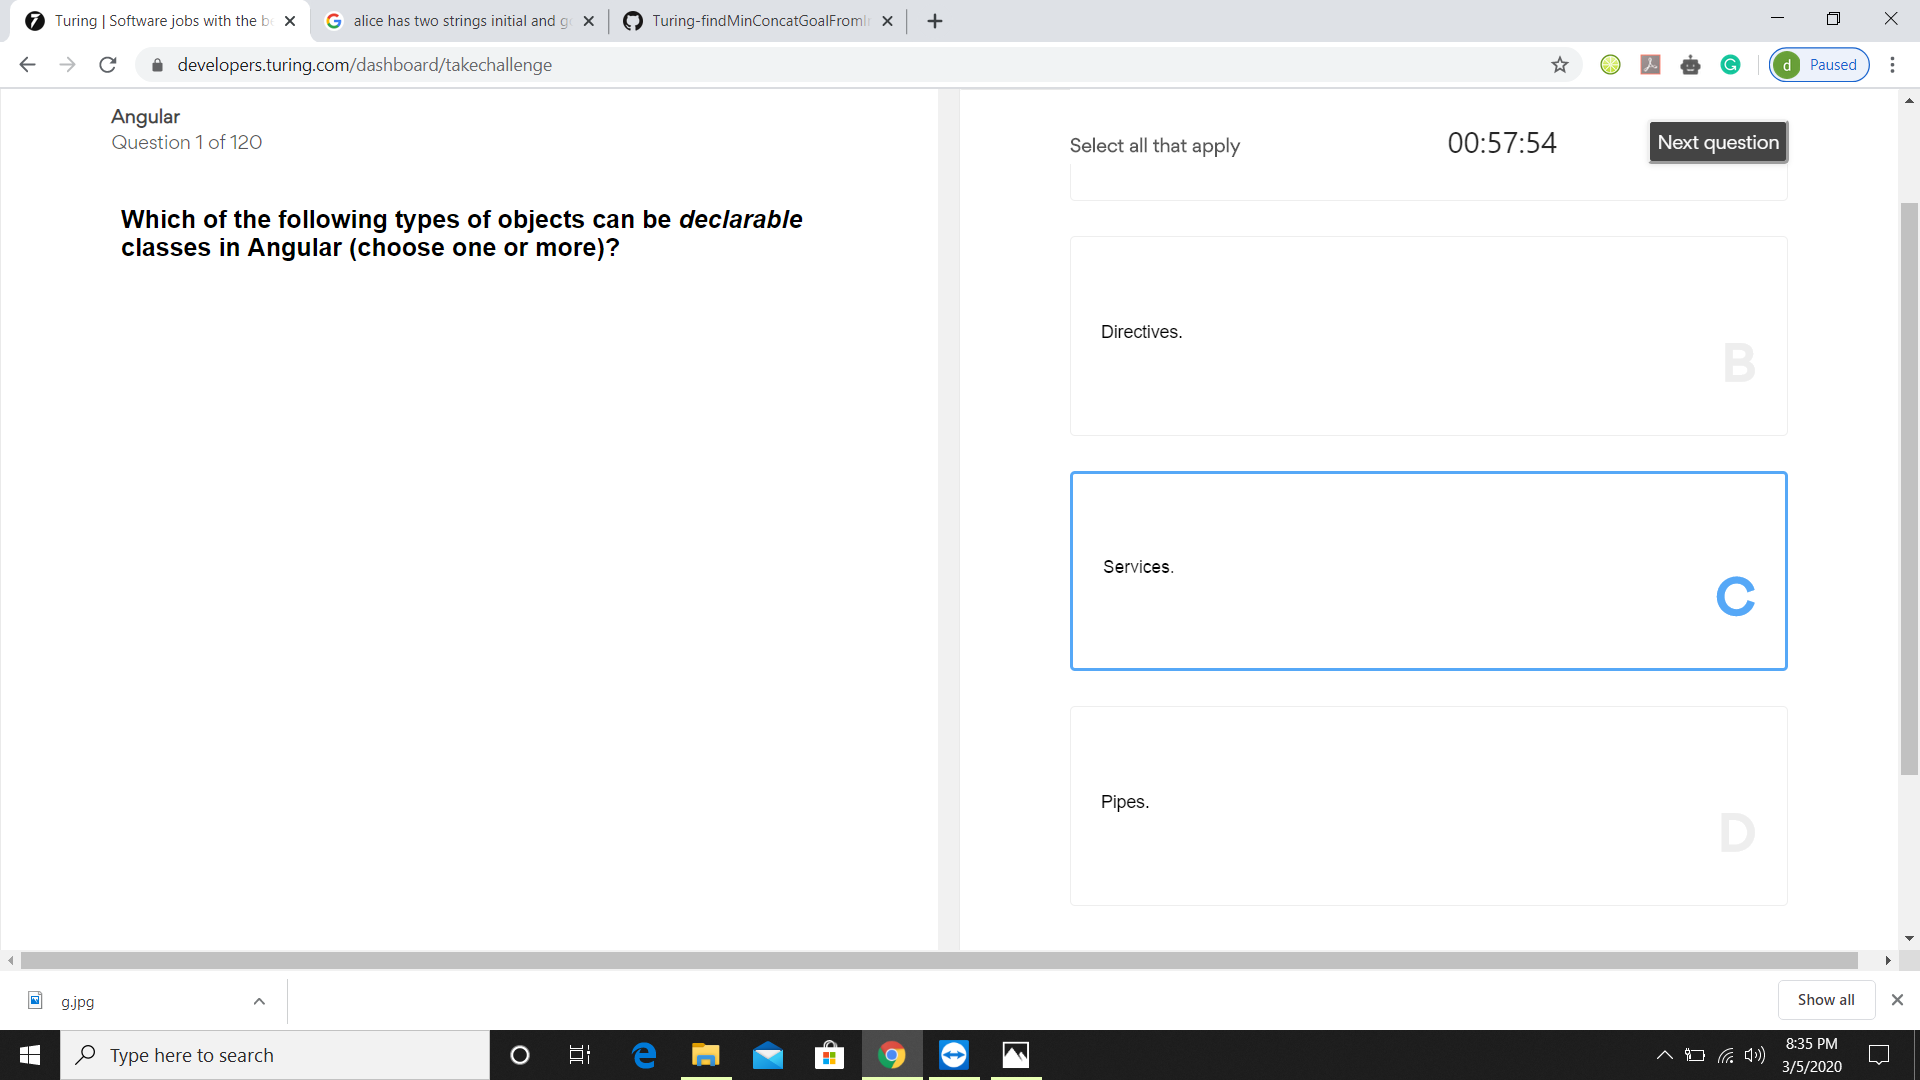 Turing | Software jobs with the b
alice has two strings initial and g
Turing-findMinConcatGoalFromI
developers.turing.com/dashboard/takechallenge
d Paused
Angular
Question 1 of 120
Select all that apply
00:57:54
Next question
Which of the following types of objects can be declarable
classes in Angular (choose one or more)?
Directives.
B
Services.
C
Pipes.
D
g.jpg
Show all
Type here to search
8:35 PM
3/5/2020